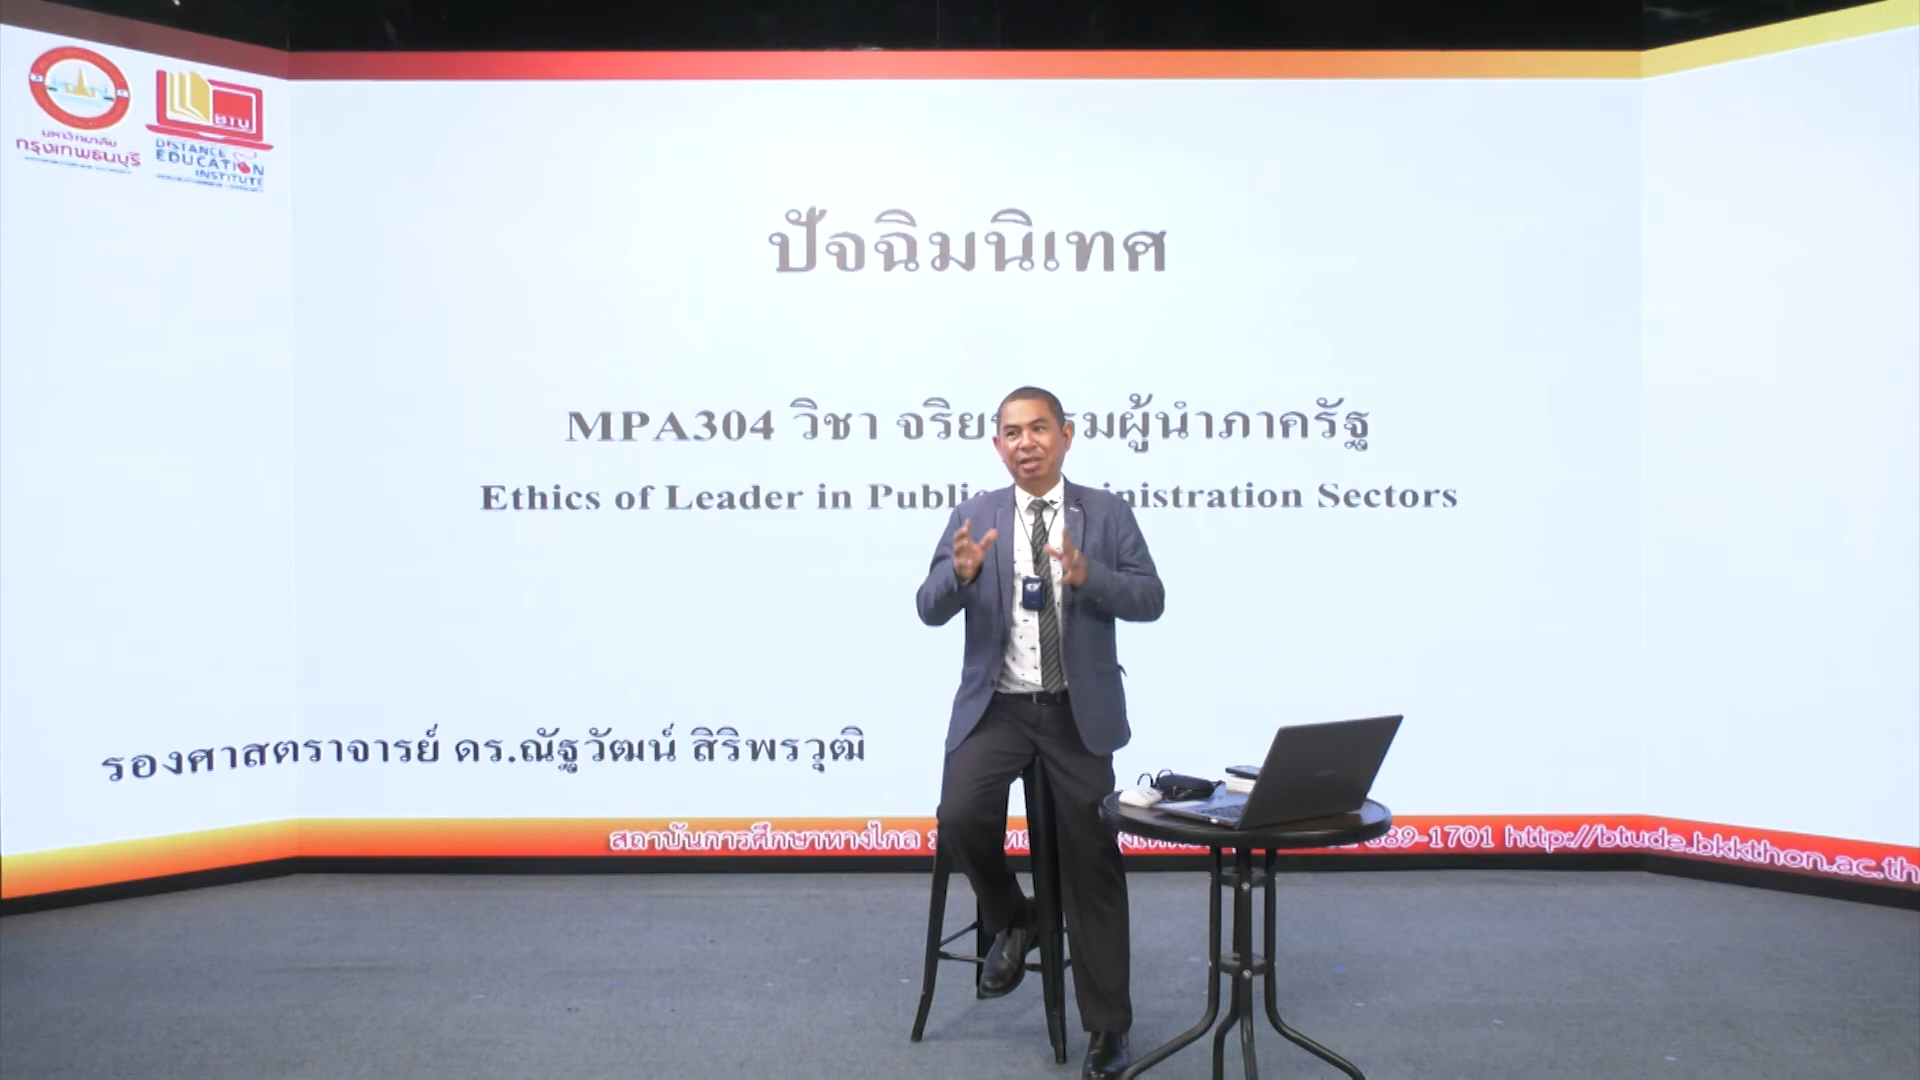 มหาวิทยาลัย
กรุงเทพธนบุรี
BTU
DISTANCE
EDUCATION
INSTITUTE
ปัจฉิมนิเทศ
MPA304 วิชา จริย รมผู้นำภาครัฐ
Ethics of Leader in Publi inistration Sectors
รองศาสตราจารย์ ดร.ณัฐวัฒน์ สิริพรวุฒิ
สถาบันการศึกษาทางไกล 89-1701 http://btude.bkkthon.ac.th